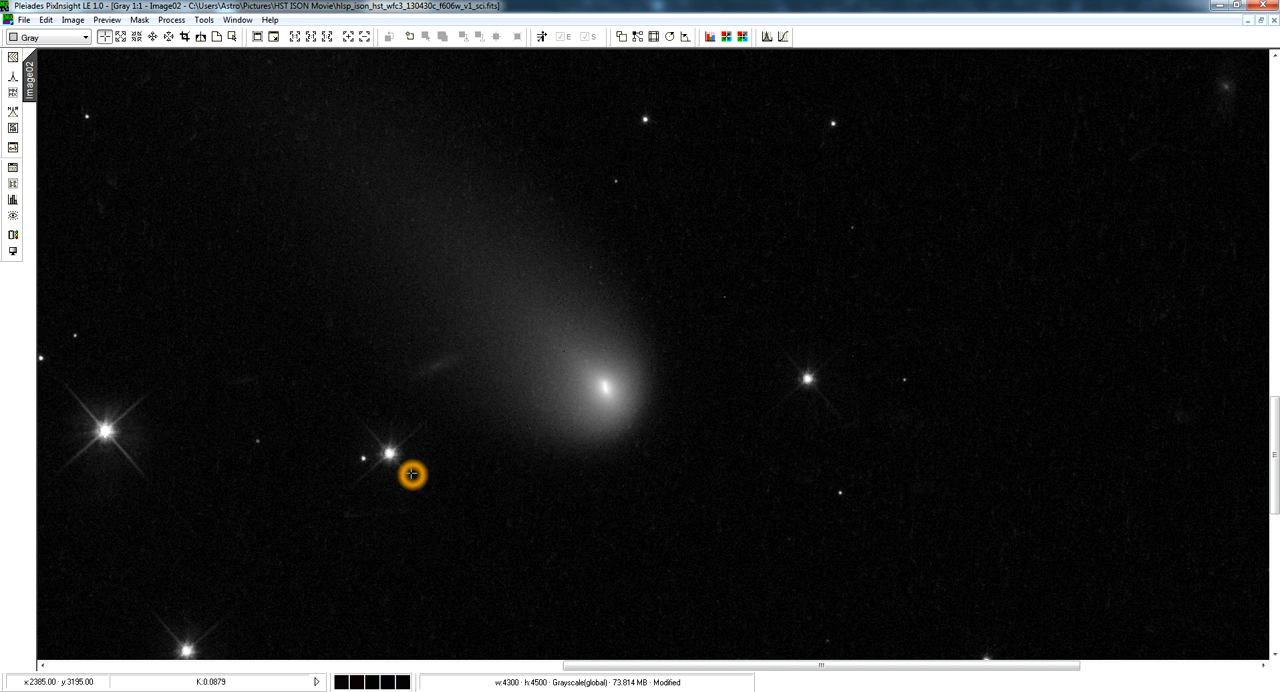 Pleiades PixInsight LE 1.0 - [Gray 1:1 - Image02 - C:\Users\Astro\Pictures\HST ISON Movie\hlsp_ison_hst_wfc3_130430c_f606w_v1_sci.fits]
File Edit Image Preview Mask Process Tools Window Help
Gray E S
Image02
x:2385.00 · y:3195.00 K:0.0879 w:4300 · h:4500 · Grayscale(global) · 73.814 MB · Modified